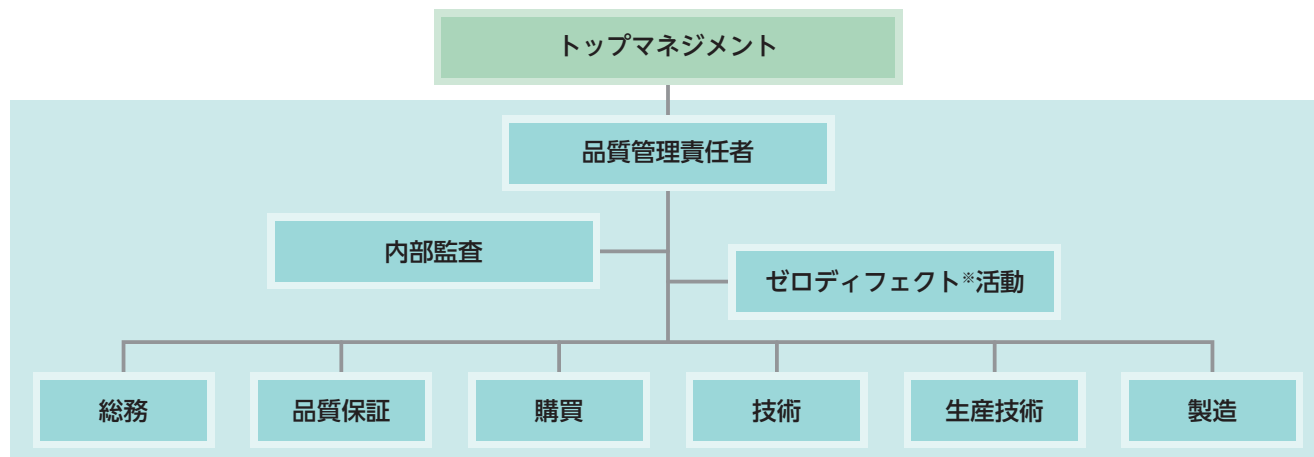 トップマネジメント
品質管理責任者
内部監査
ゼロディフェクト※活動
総務
品質保証
購買
技術
生産技術
製造